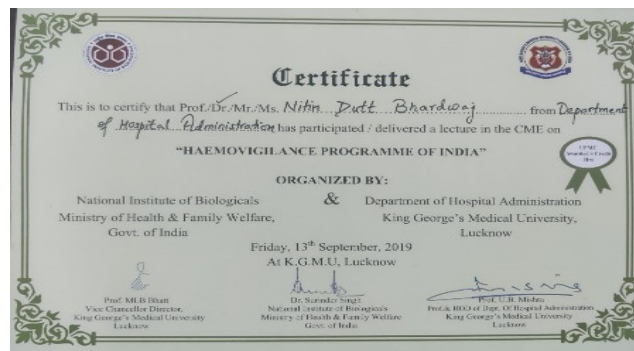 Certificate
This is to certify that Prof./Dr./Mr./Ms. Nitin Dutt Bhardwaj from Department
of Hospital Administration has participated / delivered a lecture in the CME on
“HAEMOVIGILANCE PROGRAMME OF INDIA”
ORGANIZED BY:
National Institute of Biologicals
Ministry of Health & Family Welfare,
Govt. of India
&
Department of Hospital Administration
King George's Medical University,
Lucknow
Friday, 13th September, 2019
At K.G.M.U, Lucknow
Prof. MLB Bhatt
Vice Chancellor Director,
King George's Medical University
Lucknow
Dr. Surinder Singh
National Institute of Biologicals
Ministry of Health & Family Welfare
Govt. of India
Prof. U.B. Mishra
Prof.& HOD of Dept. Of Hospital Administration
King George's Medical University
Lucknow